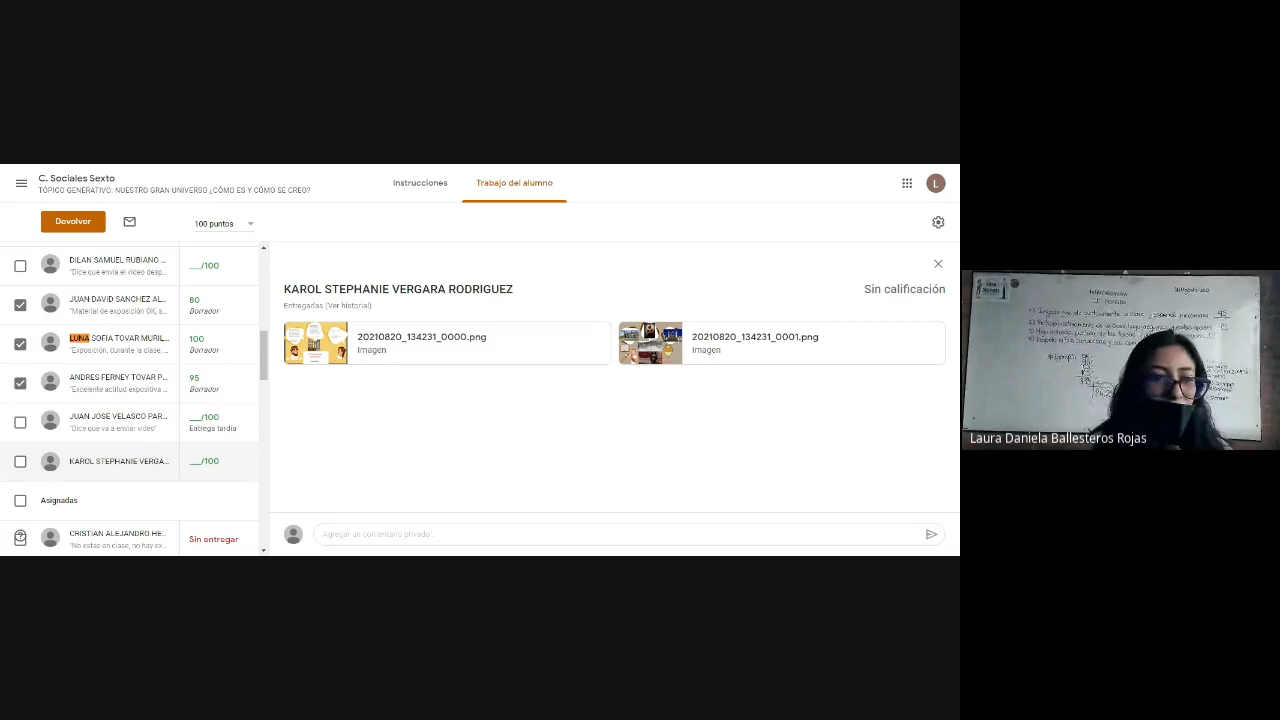 C. Sociales Sexto
TÓPICO GENERATIVO: NUESTRO GRAN UNIVERSO ¿CÓMO ES Y CÓMO SE CREO?
Instrucciones
Trabajo del alumno
L
Devolver
100 puntos
DILAN SAMUEL RUBIANO ...
"Dice que envía el video desp...
__/100
JUAN DAVID SANCHEZ AL...
"Material de exposición OK, s...
80
Borrador
LUNA SOFIA TOVAR MURIL...
"Exposición, durante la clase, ...
100
Borrador
ANDRES FERNEY TOVAR P...
"Excelente actitud expositiva ...
95
Borrador
JUAN JOSE VELASCO PAR...
"Dice que va a enviar video"
__/100
Entrega tardía
KAROL STEPHANIE VERGA...
__/100
Asignadas
CRISTIAN ALEJANDRO HE...
"No estas en clase, no hay ex...
Sin entregar
KAROL STEPHANIE VERGARA RODRIGUEZ
Sin calificación
Entregadas (Ver historial)
20210820_134231_0000.png
Imagen
20210820_134231_0001.png
Imagen
Agregar un comentario privado...
Laura Daniela Ballesteros Rojas